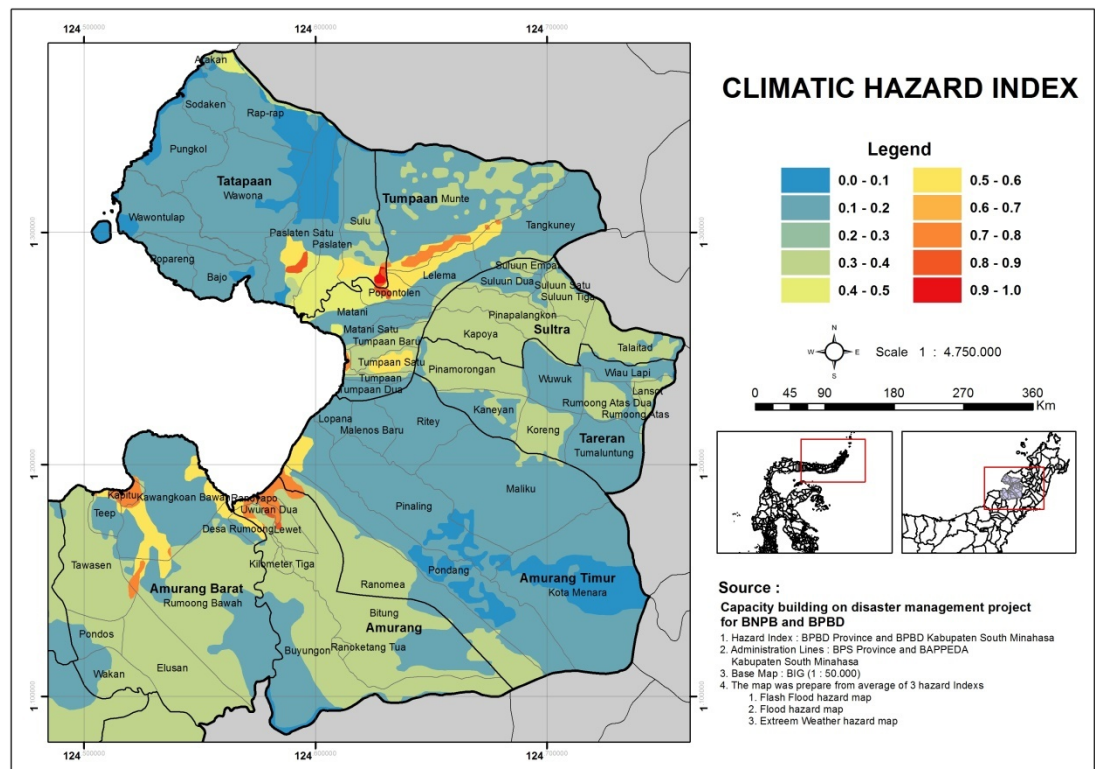 124°500000 124°600000 124°700000
Arakan
Sodaken
Rap-rap
Pungkol
Tatapaan
Wawona
Tumpaan
Munte
Wawontulap
Sulu
Tangkuney
Paslaten Satu
Paslaten
Popareng
Bajo
Lelema
Suluun Empat
Suluun Dua
Suluun Satu
Suluun Tiga
Popontolen
Matani
Pinapalangkon
Matani Satu
Sultra
Tumpaan Baru
Kapoya
Talaitad
Tumpaan Satu
Pinamorongan
Wuwuk
Wiau Lapi
Tumpaan
Tumpaan Dua
Lansot
Rumoong Atas Dua
Rumoong Atas
Kaneyan
Lopana
Ritey
Malenos Baru
Koreng
Tareran
Tumaluntung
Maliku
Kapitu
Kawangkoan Bawah
Ranoyapo
Uwuran Dua
Teep
Pinaling
Desa Rumoong
Lewet
Tawasen
Kilometer Tiga
Pondang
Amurang Timur
Kota Menara
Amurang Barat
Rumoong Bawah
Ranomea
Bitung
Amurang
Pondos
Buyungon
Ranoketang Tua
Elusan
Wakan
CLIMATIC HAZARD INDEX
Legend
0.0 - 0.1 0.5 - 0.6
0.1 - 0.2 0.6 - 0.7
0.2 - 0.3 0.7 - 0.8
0.3 - 0.4 0.8 - 0.9
0.4 - 0.5 0.9 - 1.0
N
W E
S
Scale 1 : 4.750.000
0 45 90 180 270 360
Km
Source :
Capacity building on disaster management project
for BNPB and BPBD
1. Hazard Index : BPBD Province and BPBD Kabupaten South Minahasa
2. Administration Lines : BPS Province and BAPPEDA
Kabupaten South Minahasa
3. Base Map : BIG (1 : 50.000)
4. The map was prepare from average of 3 hazard Indexs
1. Flash Flood hazard map
2. Flood hazard map
3. Extreem Weather hazard map